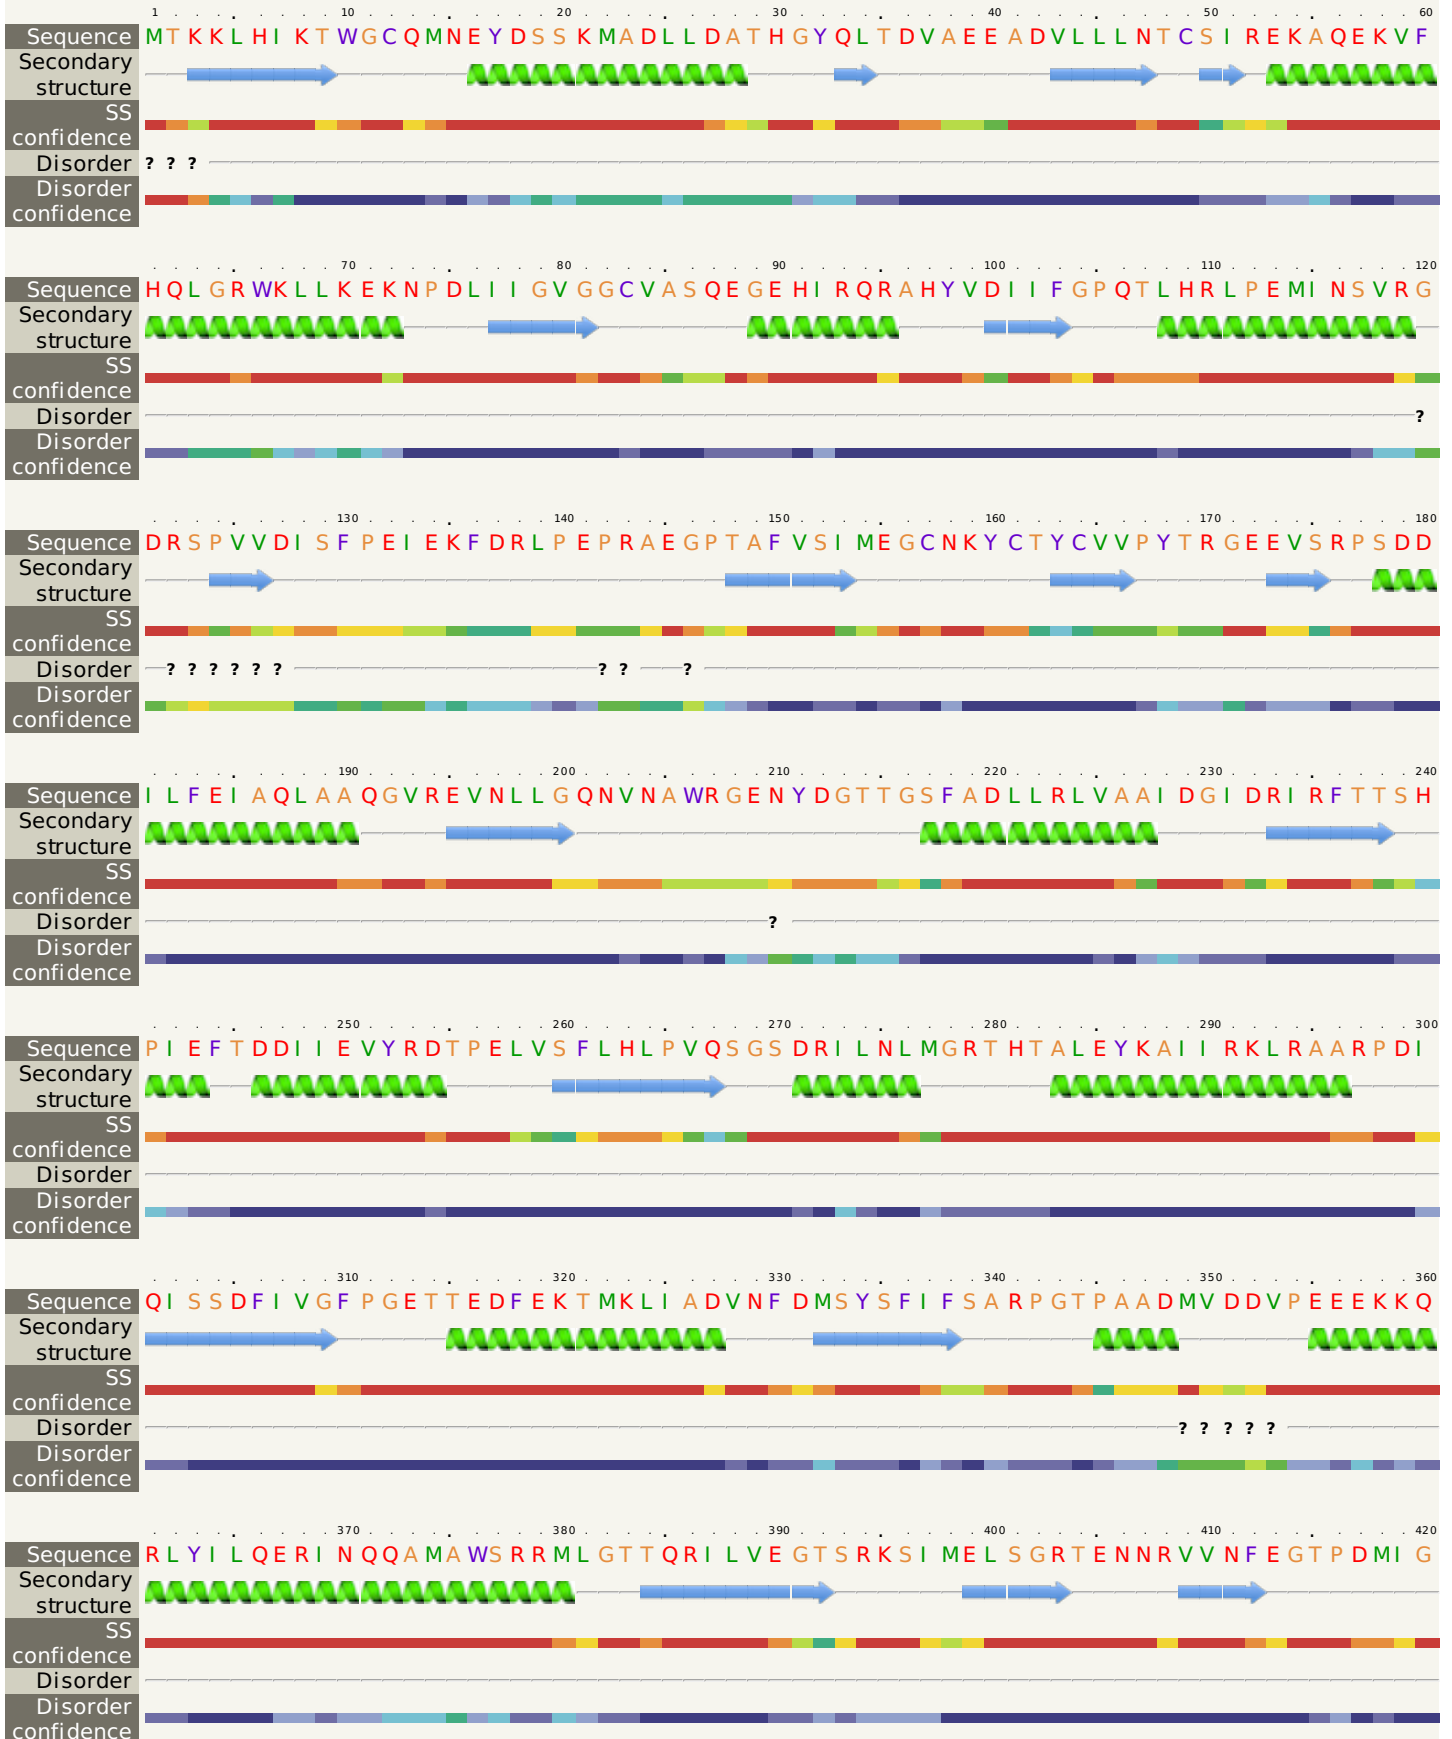 1 10 20 30 40 50 60
Sequence MTKKLHIKTWGCQMNEYDSSKMADLLDATHGYQLTDVAEEADVLLLNTCSIREKAQEKVF
Secondary
structure
SS
confidence
Disorder ? ? ?
Disorder
confidence
70 80 90 100 110 120
Sequence HQLGRWKLLKEKNPDLIIGVGGCVASQEGEHIRQRAHYVDIIFGPQTLHRLPEMINSVRG
Secondary
structure
SS
confidence
Disorder ?
Disorder
confidence
130 140 150 160 170 180
Sequence DRSPVVDISFPEIEKFDRLPEPRAEGPTAFVSIMEGCNKYCTYCVVPYTRGEEVSRPSDD
Secondary
structure
SS
confidence
Disorder ? ? ? ? ? ? ? ? ?
Disorder
confidence
190 200 210 220 230 240
Sequence ILFEIAQLAAQGVREVNLLGQNVNAWRGENYDGTTGSFADLLRLVAAIDGIDRIRFTTSH
Secondary
structure
SS
confidence
Disorder ?
Disorder
confidence
250 260 270 280 290 300
Sequence PIEFTDDIIEVYRDTPELVSFLHLPVQSGSDRILNLMGRTHTALEYKAIIRKLRAARPDI
Secondary
structure
SS
confidence
Disorder
Disorder
confidence
310 320 330 340 350 360
Sequence QISSDFIVGFPGETTEDFEKTMKLIADVNFDMSYSFIFSARPGTPAADMVDDVPEEEKKQ
Secondary
structure
SS
confidence
Disorder ? ? ? ? ?
Disorder
confidence
370 380 390 400 410 420
Sequence RLYILQERINQQAMAWSRRMLGTTQRILVEGTSRKSIMELSGRTENNRVVNFEGTPDMIG
Secondary
structure
SS
confidence
Disorder
Disorder
confidence